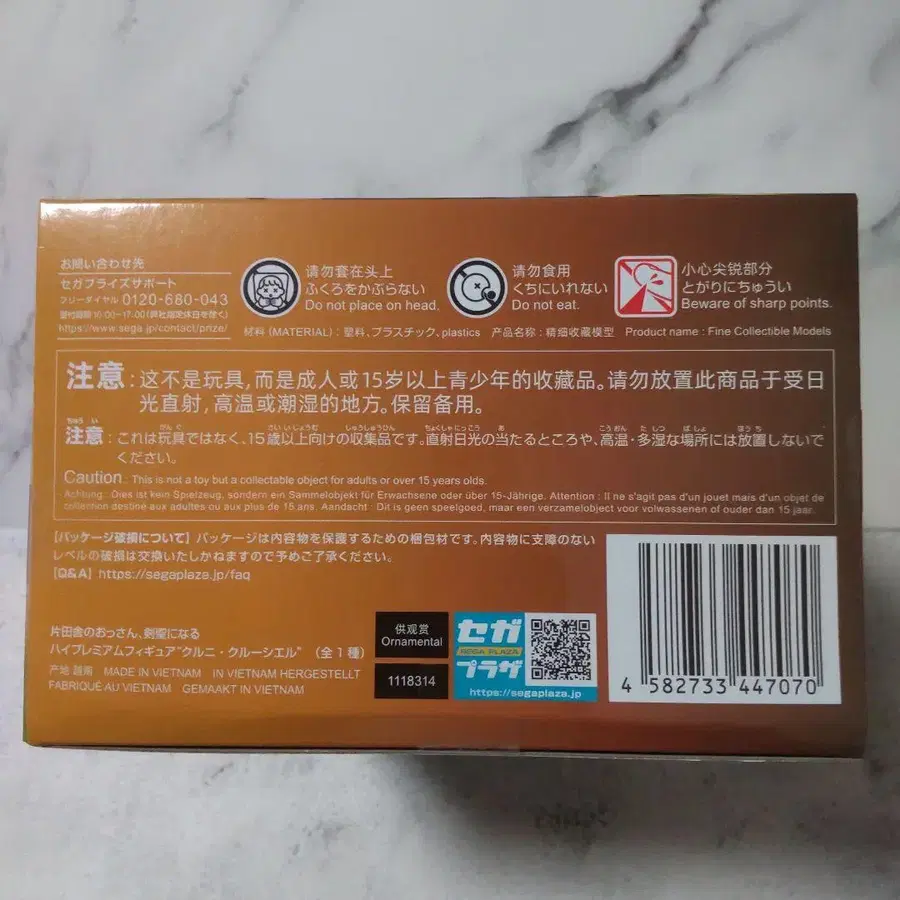 お問い合わせ先
セガプライズサポート
フリーダイヤル 0120-680-043
https://www.sega.jp/contact/prize/
请勿套在头上
ふくろをかぶらない
Do not place on head.
请勿食用
くちにいれない
Do not eat.
小心尖锐部分
とがりにちゅうい
Beware of sharp points.
材料 (MATERIAL) : 塑料, プラスチック, plastics 产品名称 : 精细收藏模型 Product name : Fine Collectible Models
注意 : 这不是玩具, 而是成人或15岁以上青少年的收藏品。请勿放置此商品于受日
光直射, 高温或潮湿的地方。保留备用。
注意 : これは玩具ではなく、15歳以上向けの収集品です。直射日光の当たるところや、高温・多湿な場所には放置しないで
ください。
Caution : This is not a toy but a collectable object for adults or over 15 years olds.
Achtung : Dies ist kein Spielzeug, sondern ein Sammelobjekt für Erwachsene oder über 15-Jährige. Attention : Il ne s'agit pas d'un jouet mais d'un objet de
collection destiné aux adultes ou aux plus de 15 ans. Aandacht : Dit is geen speelgoed, maar een verzamelobject voor volwassenen of ouder dan 15 jaar.
【パッケージ破損について】パッケージは内容物を保護するための梱包材です。内容物に支障のない
レベルの破損は交換いたしかねますので予めご了承ください。
【Q&A】https://segaplaza.jp/faq
片田舎のおっさん、剣聖になる
ハイプレミアムフィギュア"クルニ・クルーシエル" (全1種)
产地 越南 MADE IN VIETNAM IN VIETNAM HERGESTELLT
FABRIQUÉ AU VIETNAM GEMAAKT IN VIETNAM
供观赏
Ornamental
1118314
セガ
SEGA PLAZA
プラザ
https://segaplaza.jp
4 582733 447070